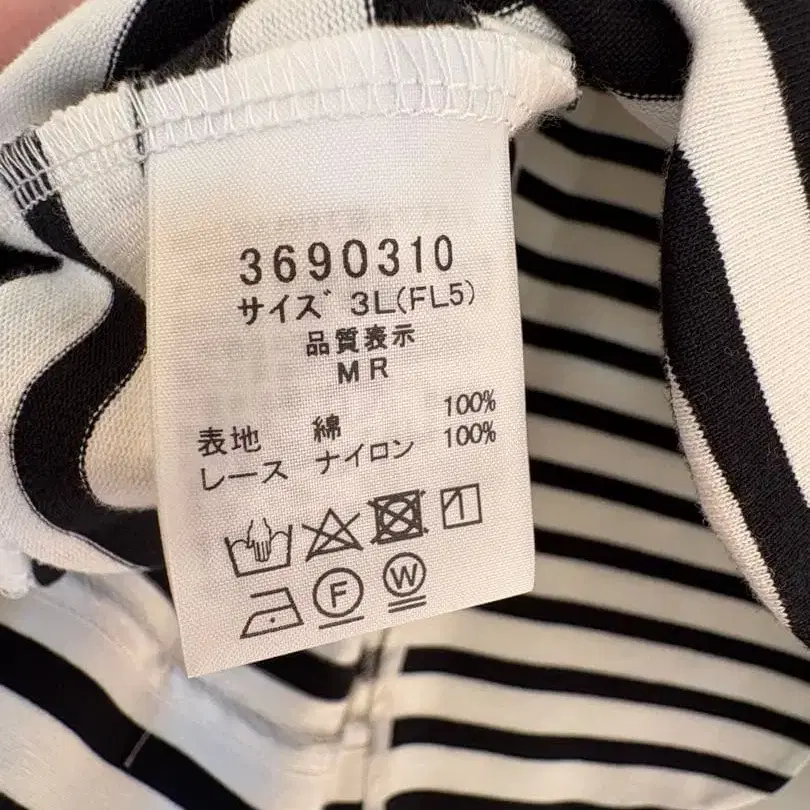 3690310
サイズ 3L(FL5)
品質表示
MR
表地 綿 100%
レース ナイロン 100%
F W